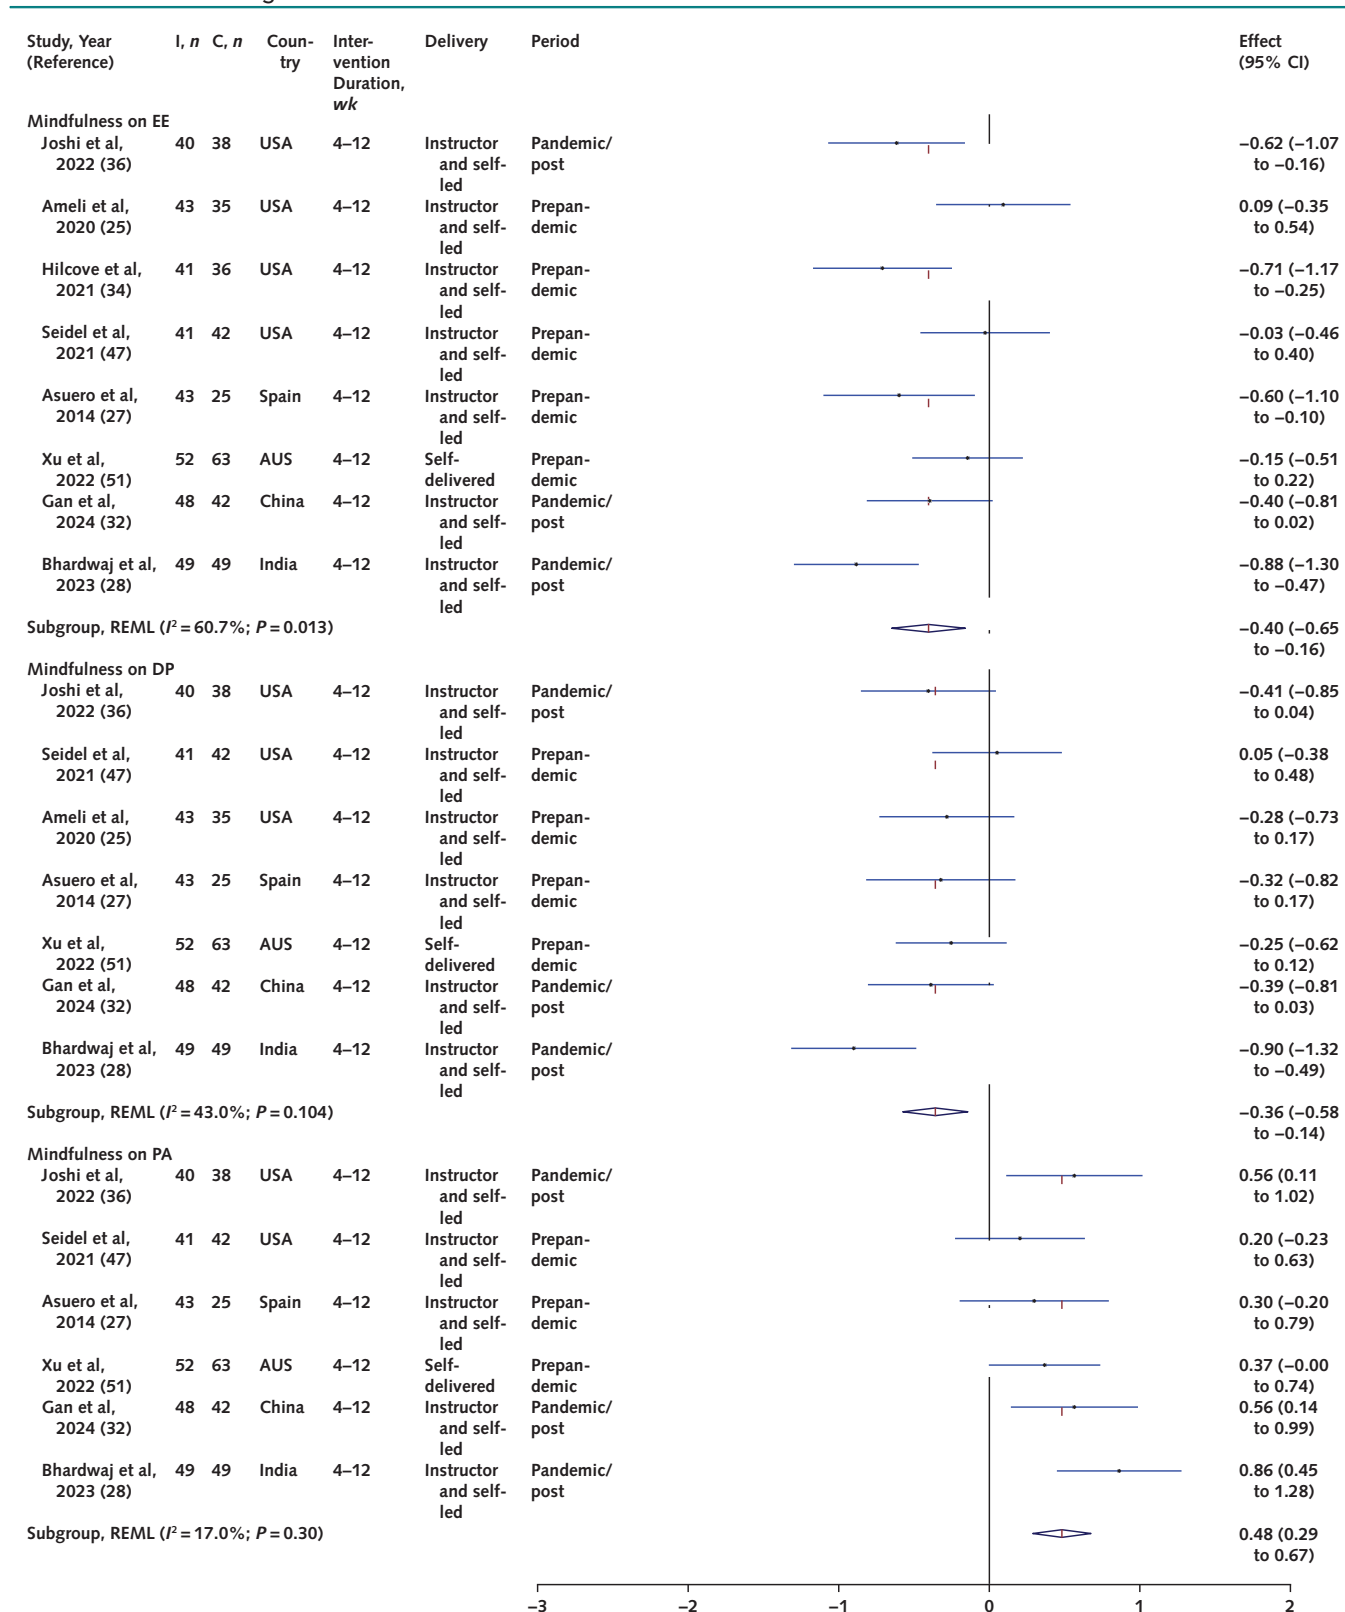 Study, Year I, n C, n Coun- Inter- Delivery Period Effect
(Reference) try vention (95% CI)
Duration,
wk
Mindfulness on EE
Joshi et al, 40 38 USA 4–12 Instructor Pandemic/ −0.62 (−1.07
2022 (36) and self- post to −0.16)
led
Ameli et al, 43 35 USA 4–12 Instructor Prepan- 0.09 (−0.35
2020 (25) and self- demic to 0.54)
led
Hilcove et al, 41 36 USA 4–12 Instructor Prepan- −0.71 (−1.17
2021 (34) and self- demic to −0.25)
led
Seidel et al, 41 42 USA 4–12 Instructor Prepan- −0.03 (−0.46
2021 (47) and self- demic to 0.40)
led
Asuero et al, 43 25 Spain 4–12 Instructor Prepan- −0.60 (−1.10
2014 (27) and self- demic to −0.10)
led
Xu et al, 52 63 AUS 4–12 Self- Prepan- −0.15 (−0.51
2022 (51) delivered demic to 0.22)
Gan et al, 48 42 China 4–12 Instructor Pandemic/ −0.40 (−0.81
2024 (32) and self- post to 0.02)
led
Bhardwaj et al, 49 49 India 4–12 Instructor Pandemic/ −0.88 (−1.30
2023 (28) and self- post to −0.47)
led
Subgroup, REML (I² = 60.7%; P = 0.013) −0.40 (−0.65
to −0.16)
Mindfulness on DP
Joshi et al, 40 38 USA 4–12 Instructor Pandemic/ −0.41 (−0.85
2022 (36) and self- post to 0.04)
led
Seidel et al, 41 42 USA 4–12 Instructor Prepan- 0.05 (−0.38
2021 (47) and self- demic to 0.48)
led
Ameli et al, 43 35 USA 4–12 Instructor Prepan- −0.28 (−0.73
2020 (25) and self- demic to 0.17)
led
Asuero et al, 43 25 Spain 4–12 Instructor Prepan- −0.32 (−0.82
2014 (27) and self- demic to 0.17)
led
Xu et al, 52 63 AUS 4–12 Self- Prepan- −0.25 (−0.62
2022 (51) delivered demic to 0.12)
Gan et al, 48 42 China 4–12 Instructor Pandemic/ −0.39 (−0.81
2024 (32) and self- post to 0.03)
led
Bhardwaj et al, 49 49 India 4–12 Instructor Pandemic/ −0.90 (−1.32
2023 (28) and self- post to −0.49)
led
Subgroup, REML (I² = 43.0%; P = 0.104) −0.36 (−0.58
to −0.14)
Mindfulness on PA
Joshi et al, 40 38 USA 4–12 Instructor Pandemic/ 0.56 (0.11
2022 (36) and self- post to 1.02)
led
Seidel et al, 41 42 USA 4–12 Instructor Prepan- 0.20 (−0.23
2021 (47) and self- demic to 0.63)
led
Asuero et al, 43 25 Spain 4–12 Instructor Prepan- 0.30 (−0.20
2014 (27) and self- demic to 0.79)
led
Xu et al, 52 63 AUS 4–12 Self- Prepan- 0.37 (−0.00
2022 (51) delivered demic to 0.74)
Gan et al, 48 42 China 4–12 Instructor Pandemic/ 0.56 (0.14
2024 (32) and self- post to 0.99)
led
Bhardwaj et al, 49 49 India 4–12 Instructor Pandemic/ 0.86 (0.45
2023 (28) and self- post to 1.28)
led
Subgroup, REML (I² = 17.0%; P = 0.30) 0.48 (0.29
to 0.67)
−3 −2 −1 0 1 2